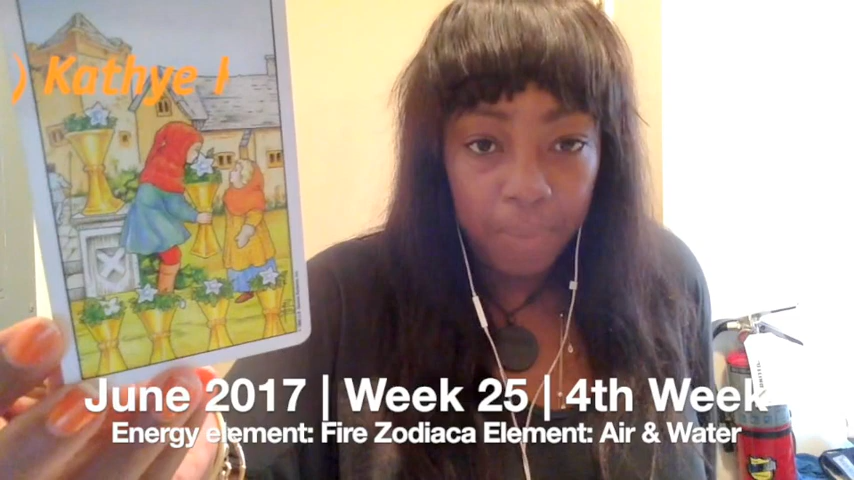 ) Kathye
June 2017 | Week 25 | 4th Week
Energy element: Fire Zodiaca Element: Air & Water